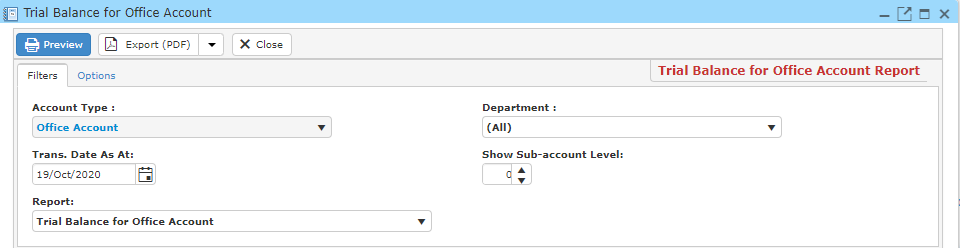 Trial Balance for Office Account
Preview Export (PDF) Close
Filters Options Trial Balance for Office Account Report
Account Type : Department :
Office Account (All)
Trans. Date As At: Show Sub-account Level:
19/Oct/2020 0
Report:
Trial Balance for Office Account